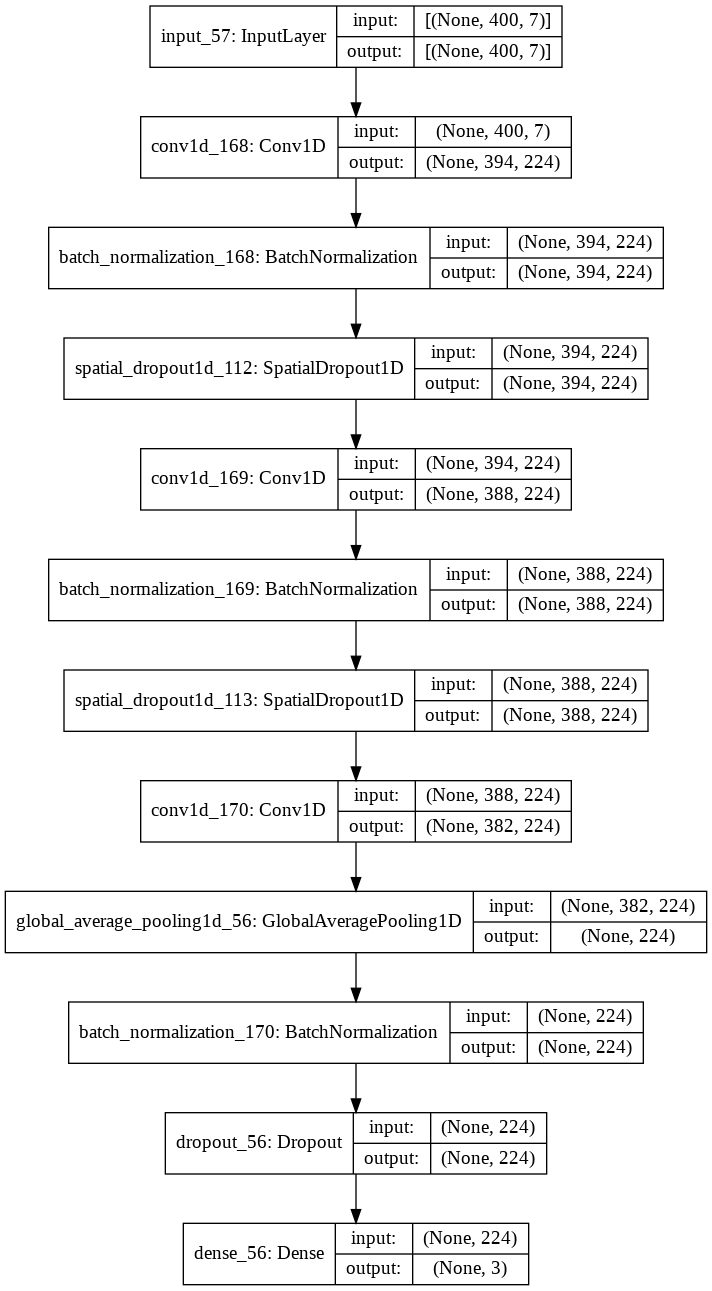 input_57: InputLayer
input: [(None, 400, 7)]
output: [(None, 400, 7)]
conv1d_168: Conv1D
input: (None, 400, 7)
output: (None, 394, 224)
batch_normalization_168: BatchNormalization
input: (None, 394, 224)
output: (None, 394, 224)
spatial_dropout1d_112: SpatialDropout1D
input: (None, 394, 224)
output: (None, 394, 224)
conv1d_169: Conv1D
input: (None, 394, 224)
output: (None, 388, 224)
batch_normalization_169: BatchNormalization
input: (None, 388, 224)
output: (None, 388, 224)
spatial_dropout1d_113: SpatialDropout1D
input: (None, 388, 224)
output: (None, 388, 224)
conv1d_170: Conv1D
input: (None, 388, 224)
output: (None, 382, 224)
global_average_pooling1d_56: GlobalAveragePooling1D
input: (None, 382, 224)
output: (None, 224)
batch_normalization_170: BatchNormalization
input: (None, 224)
output: (None, 224)
dropout_56: Dropout
input: (None, 224)
output: (None, 224)
dense_56: Dense
input: (None, 224)
output: (None, 3)